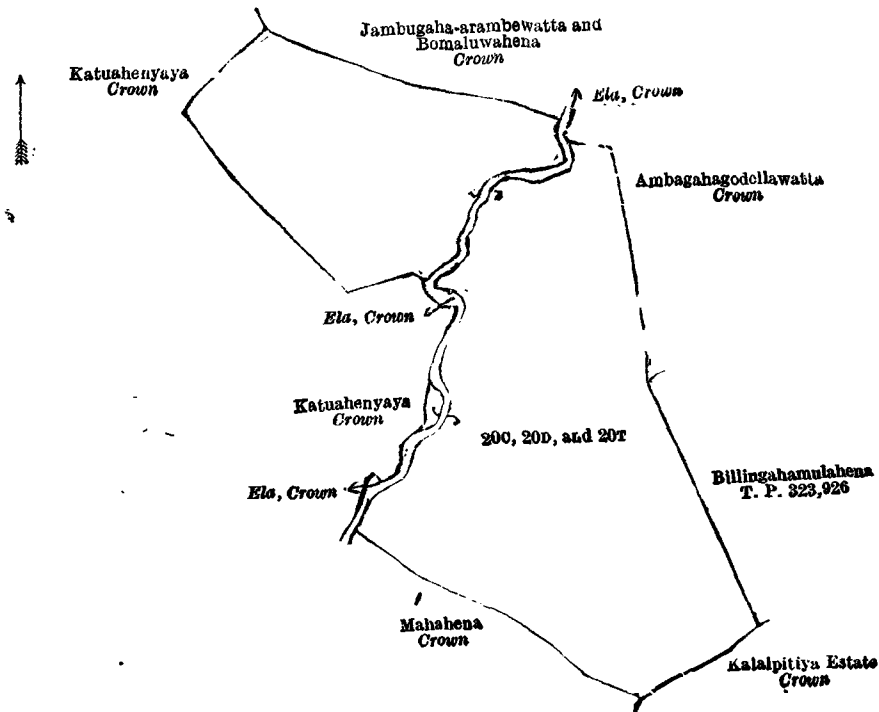 Jambugaha-arambewatta and
Bomaluwahena
Crown
Katuahenyaya
Crown
Ela, Crown
Ambagahagodellawatta
Crown
Ela, Crown
Katuahenyaya
Crown
20C, 20D, and 20T
Billingahamulahena
T. P. 323,926
Ela, Crown
Mahahena
Crown
Kalalpitiya Estate
Crown